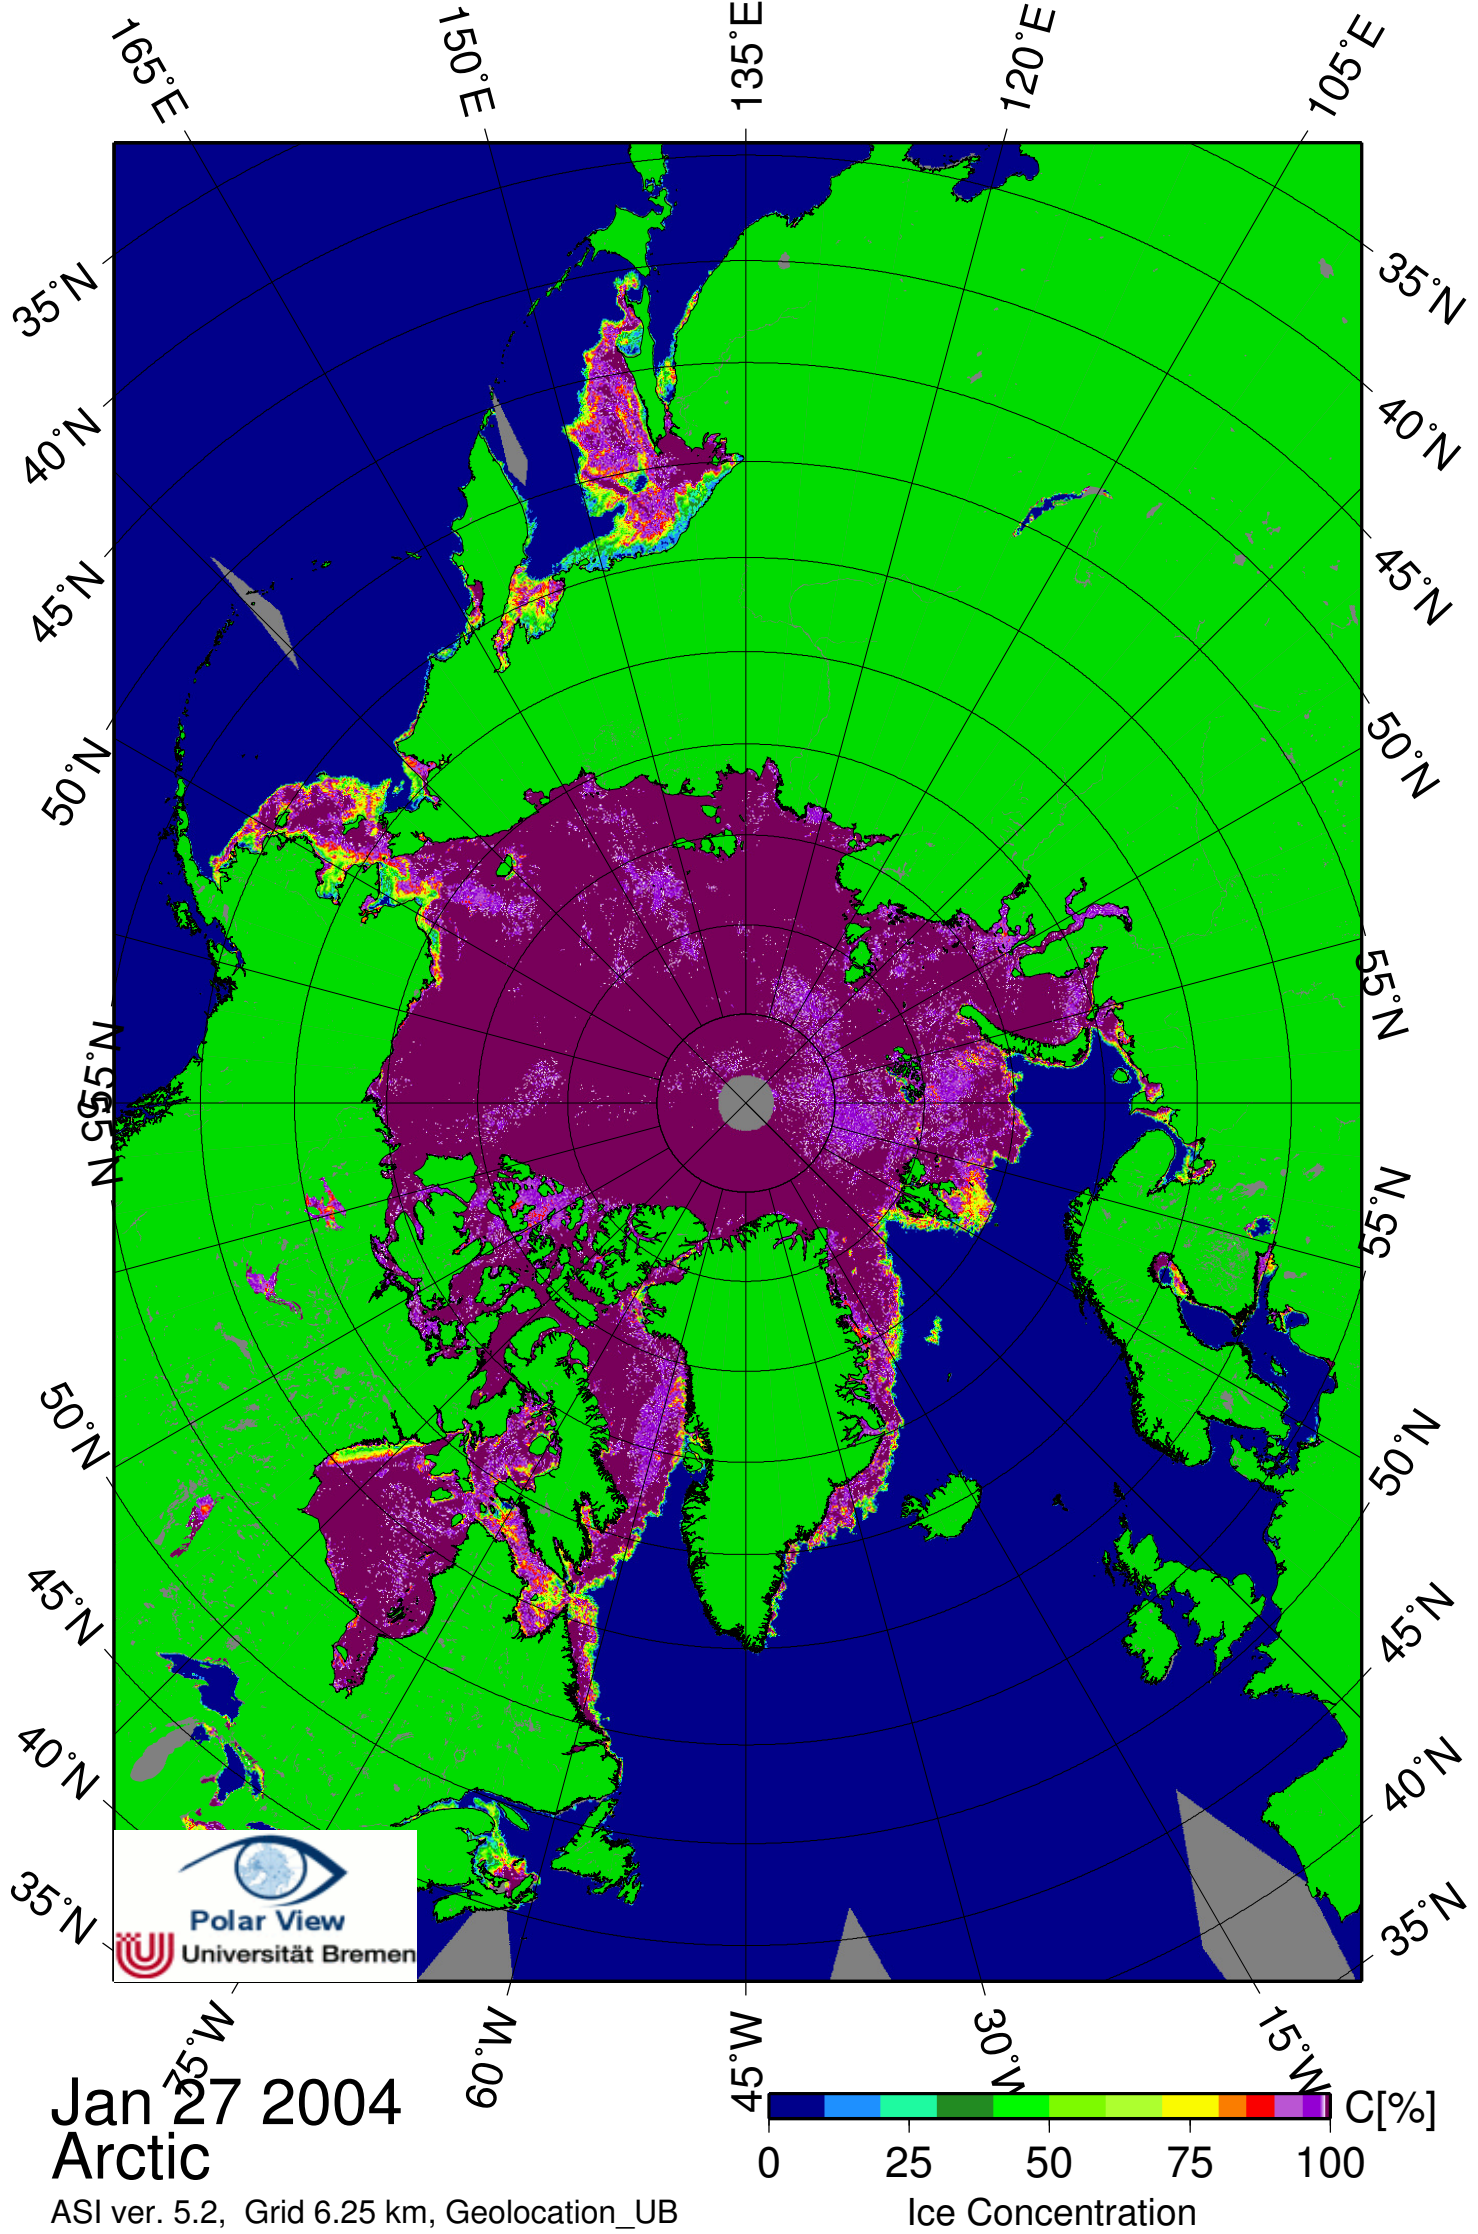 165°E 150°E 135°E 120°E 105°E
35°N 35°N
40°N 40°N
45°N 45°N
50°N 50°N
55°N 55°N
55°N 55°N
50°N 50°N
45°N 45°N
40°N 40°N
35°N 35°N
Polar View
Universität Bremen
75°W 60°W 45°W 30°W 15°W
Jan 27 2004
Arctic
ASI ver. 5.2, Grid 6.25 km, Geolocation_UB
C[%]
0 25 50 75 100
Ice Concentration